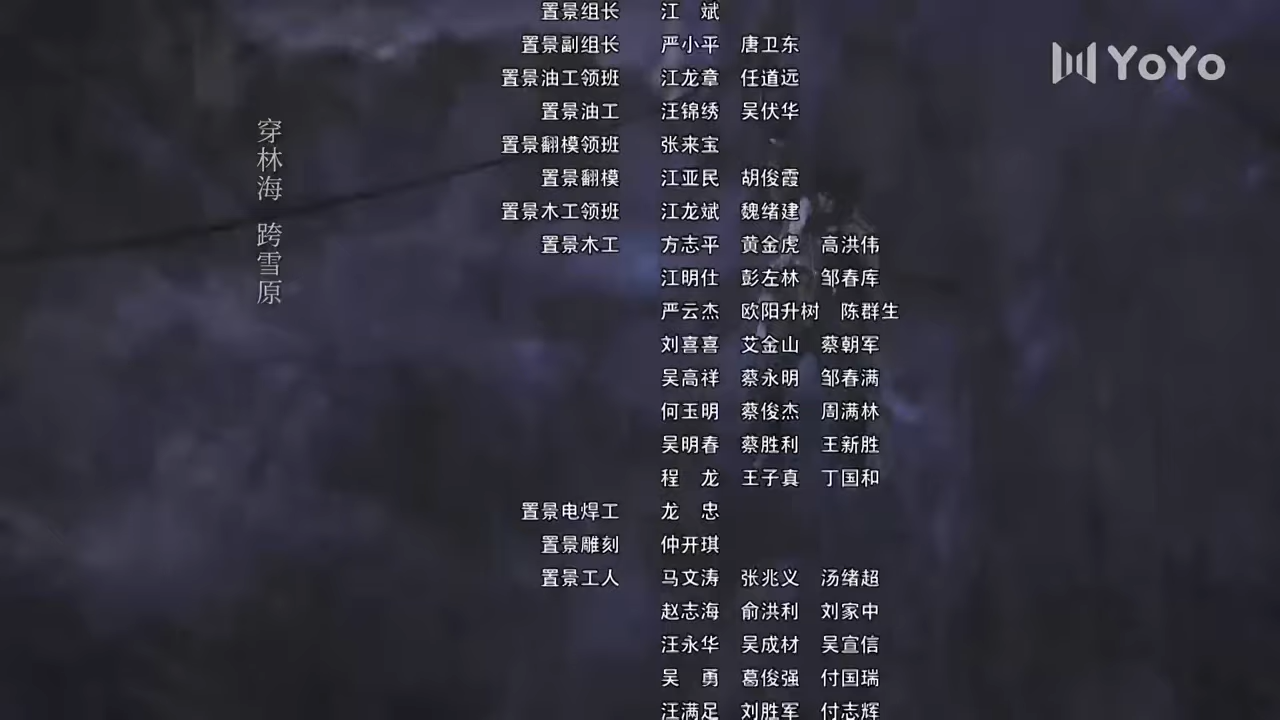 置景组长 江 斌
置景副组长 严小平 唐卫东
置景油工领班 江龙章 任道远
置景油工 汪锦绣 吴伏华
置景翻模领班 张来宝
置景翻模 江亚民 胡俊霞
置景木工领班 江龙斌 魏绪建
置景木工 方志平 黄金虎 高洪伟
江明仕 彭左林 邹春库
严云杰 欧阳升树 陈群生
刘喜喜 艾金山 蔡朝军
吴高祥 蔡永明 邹春满
何玉明 蔡俊杰 周满林
吴明春 蔡胜利 王新胜
程 龙 王子真 丁国和
置景电焊工 龙 忠
置景雕刻 仲开琪
置景工人 马文涛 张兆义 汤绪超
赵志海 俞洪利 刘家中
汪永华 吴成材 吴宣信
吴 勇 葛俊强 付国瑞
汪满足 刘胜军 付志辉
穿林海 跨雪原
YoYo